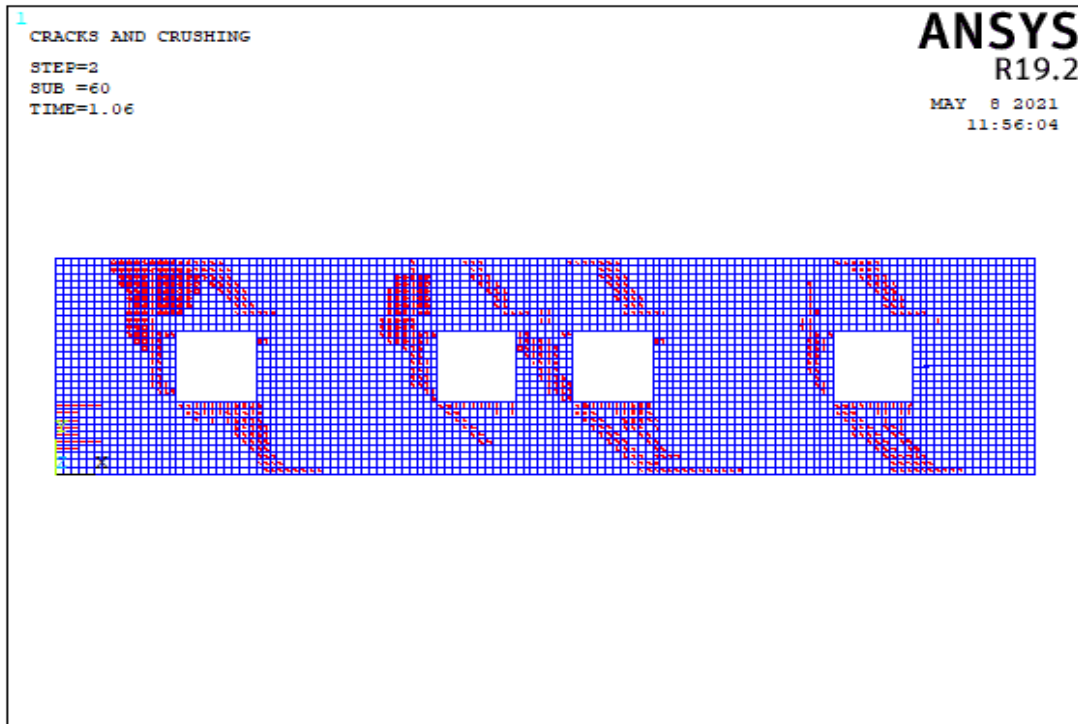 1
CRACKS AND CRUSHING
STEP=2
SUB =60
TIME=1.06
ANSYS
R19.2
MAY 8 2021
11:56:04
X